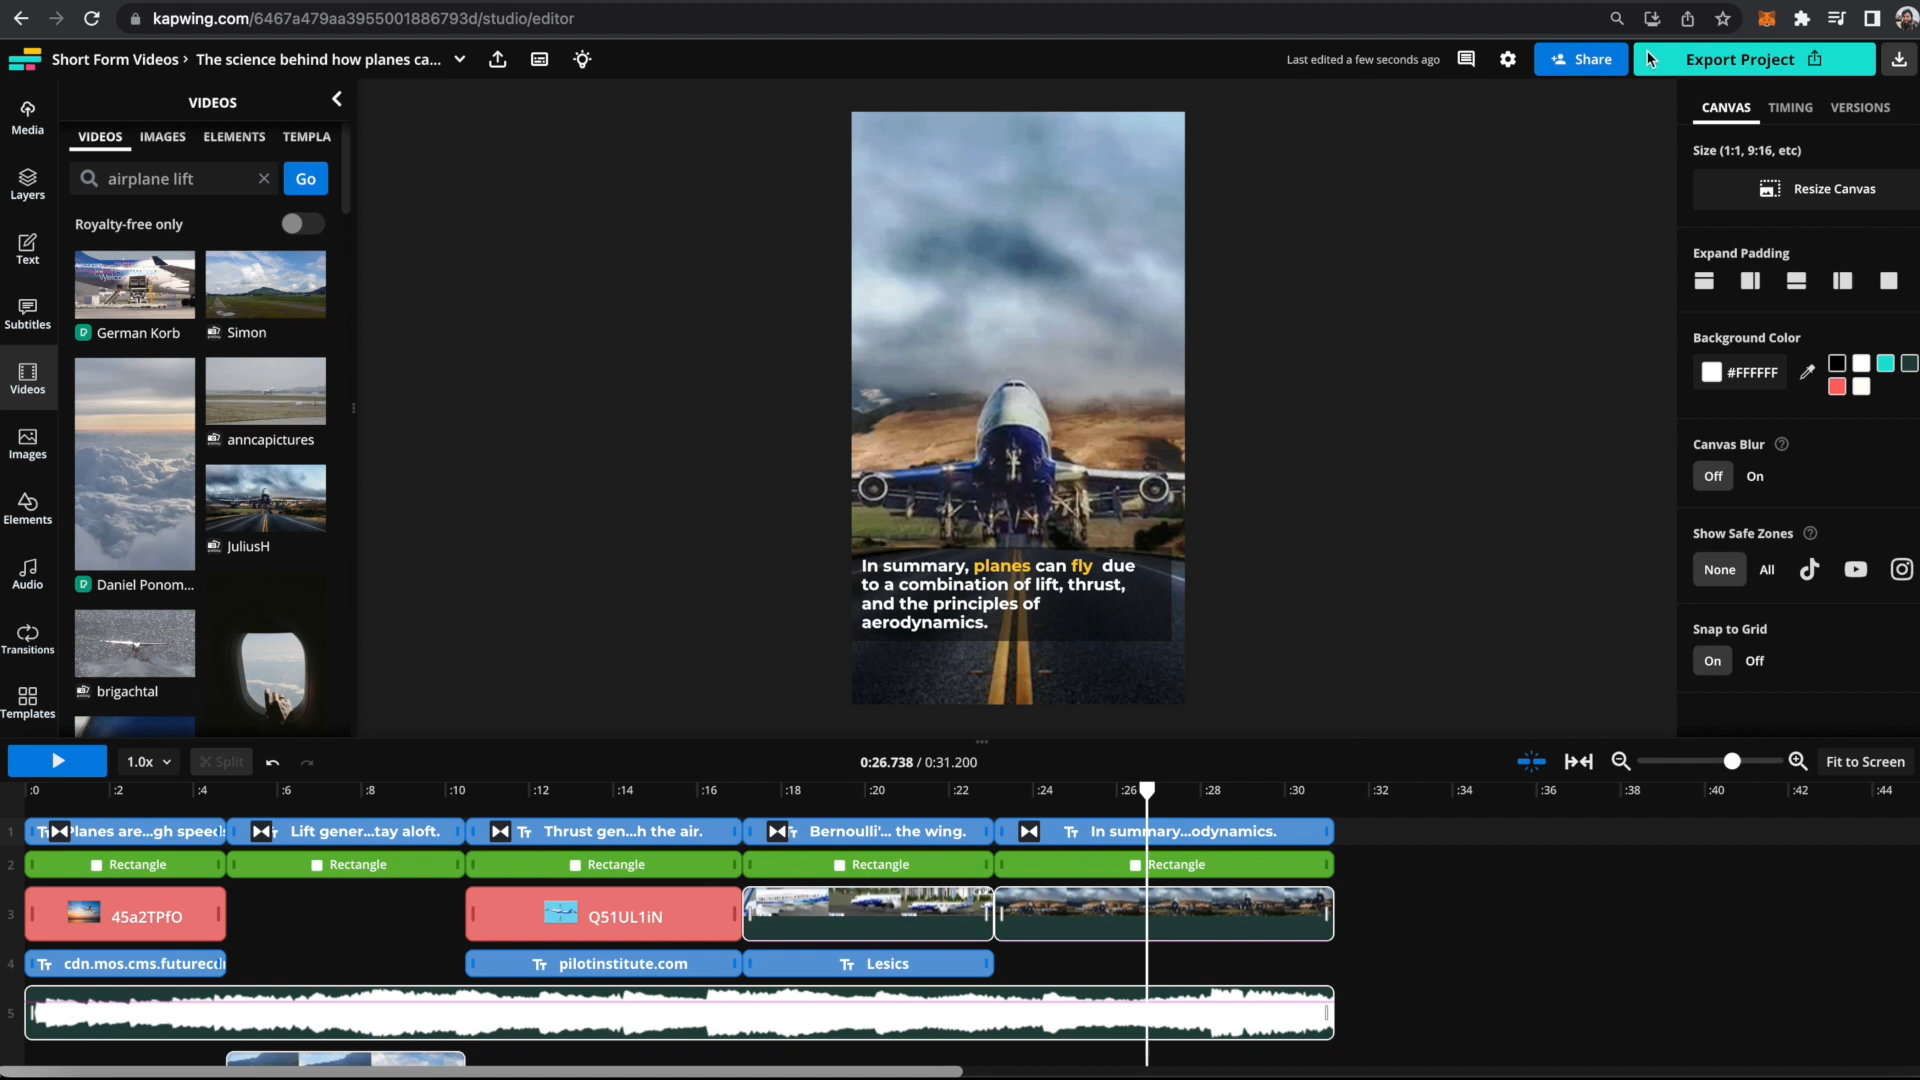 kapwing.com/6467a479aa3955001886793d/studio/editor
Short Form Videos › The science behind how planes ca...
Last edited a few seconds ago
Share
Export Project
Media
Layers
Text
Subtitles
Videos
Images
Elements
Audio
Transitions
Templates
VIDEOS
VIDEOS IMAGES ELEMENTS TEMPLA
airplane lift
Go
Royalty-free only
German Korb
Simon
anncapictures
JuliusH
Daniel Ponom...
brigachtal
In summary, planes can fly due
to a combination of lift, thrust,
and the principles of
aerodynamics.
CANVAS TIMING VERSIONS
Size (1:1, 9:16, etc)
Resize Canvas
Expand Padding
Background Color
#FFFFFF
Canvas Blur
Off On
Show Safe Zones
None All
Snap to Grid
On Off
1.0x
Split
0:26.738 / 0:31.200
Fit to Screen
:0 :2 :4 :6 :8 :10 :12 :14 :16 :18 :20 :22 :24 :26 :28 :30 :32 :34 :36 :38 :40 :42 :44
1 Planes are...gh speeds Lift gener...tay aloft. Thrust gen...h the air. Bernoulli'... the wing. In summary...odynamics.
2 Rectangle Rectangle Rectangle Rectangle Rectangle
3 45a2TPfO Q51UL1iN
4 cdn.mos.cms.futurecdn pilotinstitute.com Lesics
5